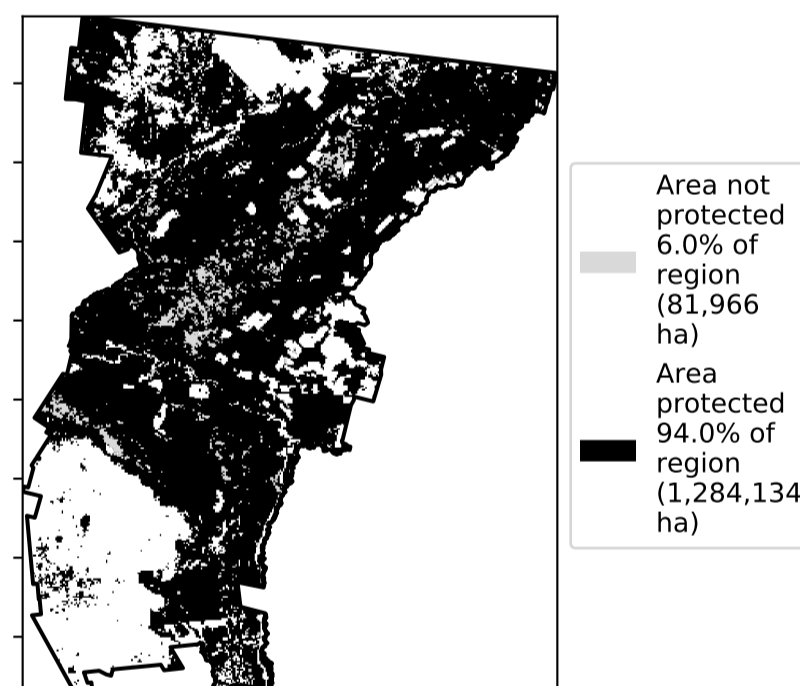 Area not
protected
6.0% of
region
(81,966
ha)
Area
protected
94.0% of
region
(1,284,134
ha)